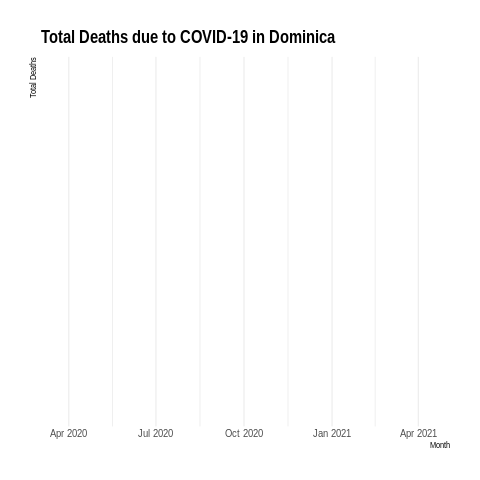 Total Deaths due to COVID-19 in Dominica
Total Deaths
Apr 2020 Jul 2020 Oct 2020 Jan 2021 Apr 2021
Month